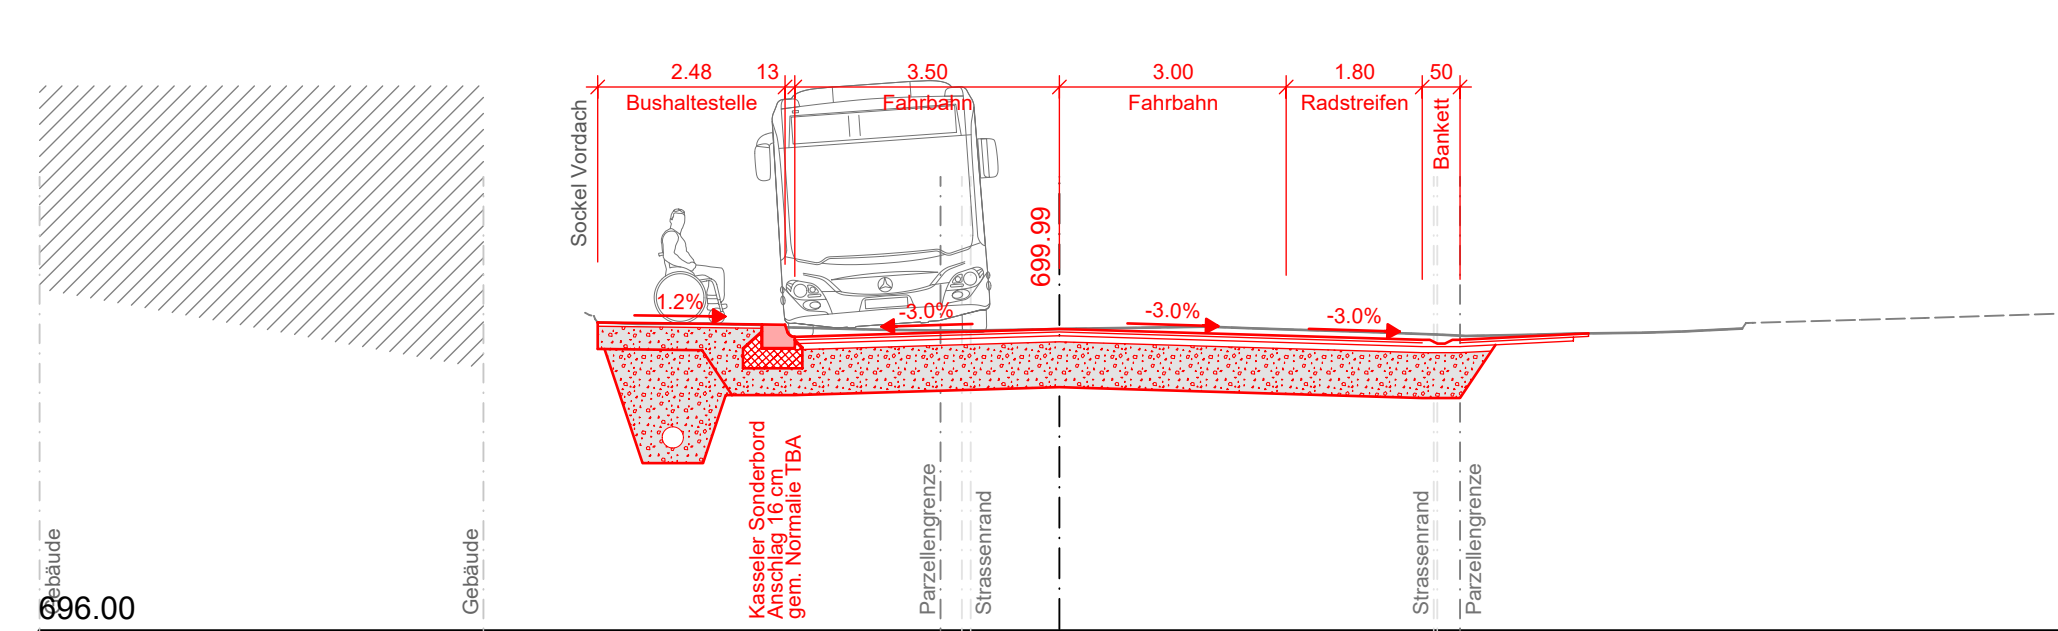 2.48
13
3.50
3.00
1.80
50
Bushaltestelle
Fahrbahn
Fahrbahn
Radstreifen
Bankett
Sockel Vordach
699.99
1.2%
-3.0%
-3.0%
-3.0%
Kasseler Sonderbord
Anschlag 16 cm
gem. Normalie TBA
Gebäude
Gebäude
Parzellengrenze
Strassenrand
Strassenrand
Parzellengrenze
696.00